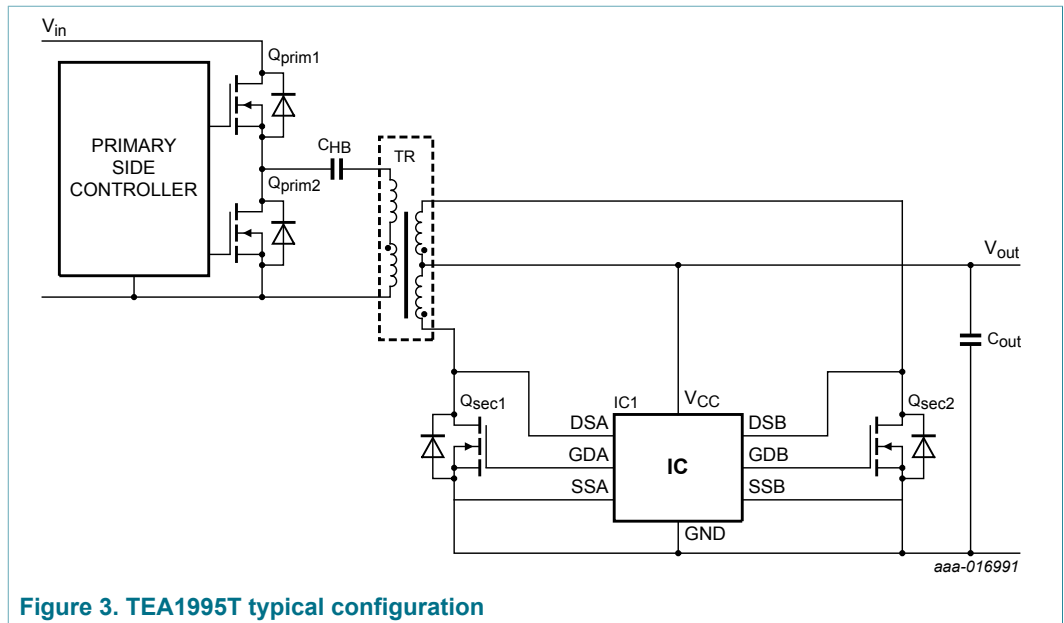 Vin
Qprim1
PRIMARY
SIDE
CONTROLLER
CHB
TR
Qprim2
Vout
Cout
Qsec1
IC1
VCC
Qsec2
DSA
DSB
GDA
IC
GDB
SSA
SSB
GND
aaa-016991
Figure 3. TEA1995T typical configuration